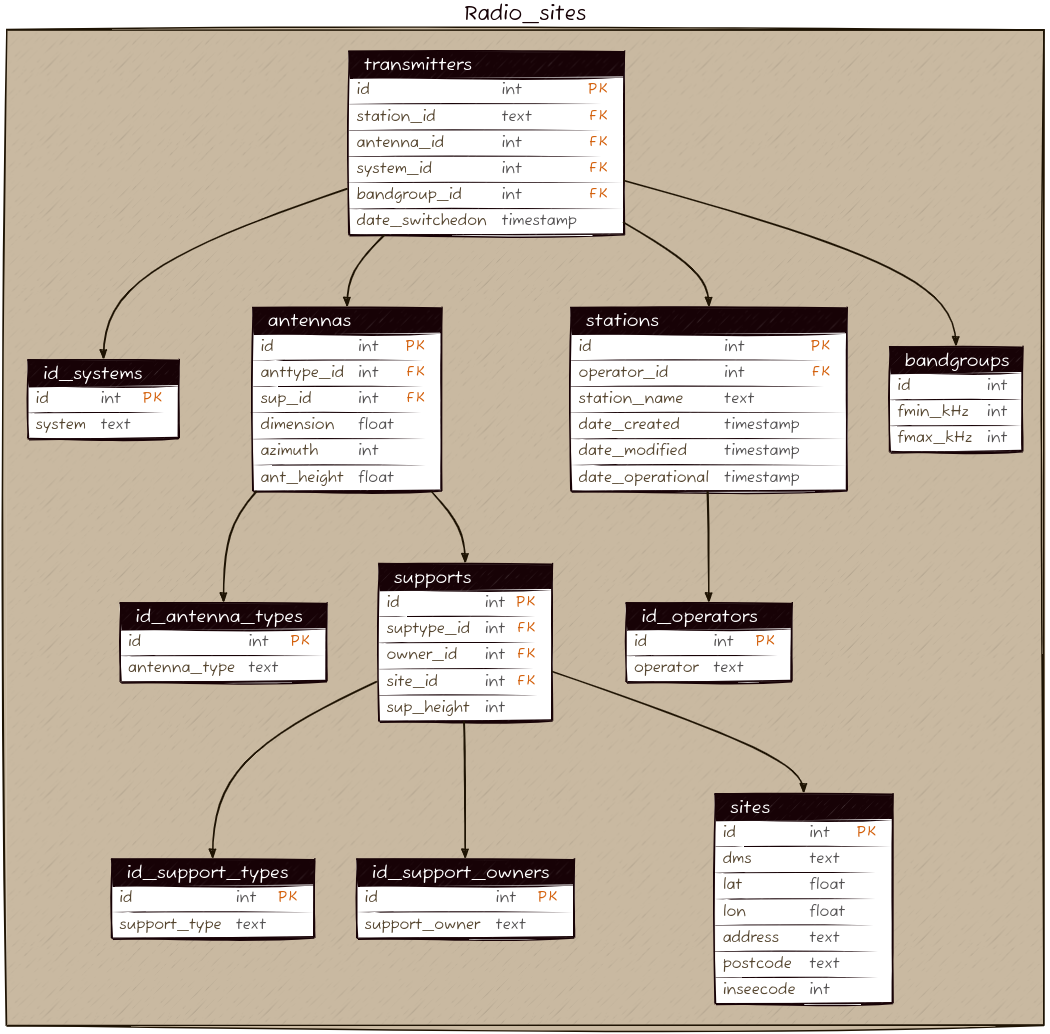 Radio_sites
transmitters
id int PK
station_id text FK
antenna_id int FK
system_id int FK
bandgroup_id int FK
date_switchedon timestamp
id_systems
id int PK
system text
antennas
id int PK
anttype_id int FK
sup_id int FK
dimension float
azimuth int
ant_height float
stations
id int PK
operator_id int FK
station_name text
date_created timestamp
date_modified timestamp
date_operational timestamp
bandgroups
id int
fmin_kHz int
fmax_kHz int
id_antenna_types
id int PK
antenna_type text
supports
id int PK
suptype_id int FK
owner_id int FK
site_id int FK
sup_height int
id_operators
id int PK
operator text
id_support_types
id int PK
support_type text
id_support_owners
id int PK
support_owner text
sites
id int PK
dms text
lat float
lon float
address text
postcode text
inseecode int